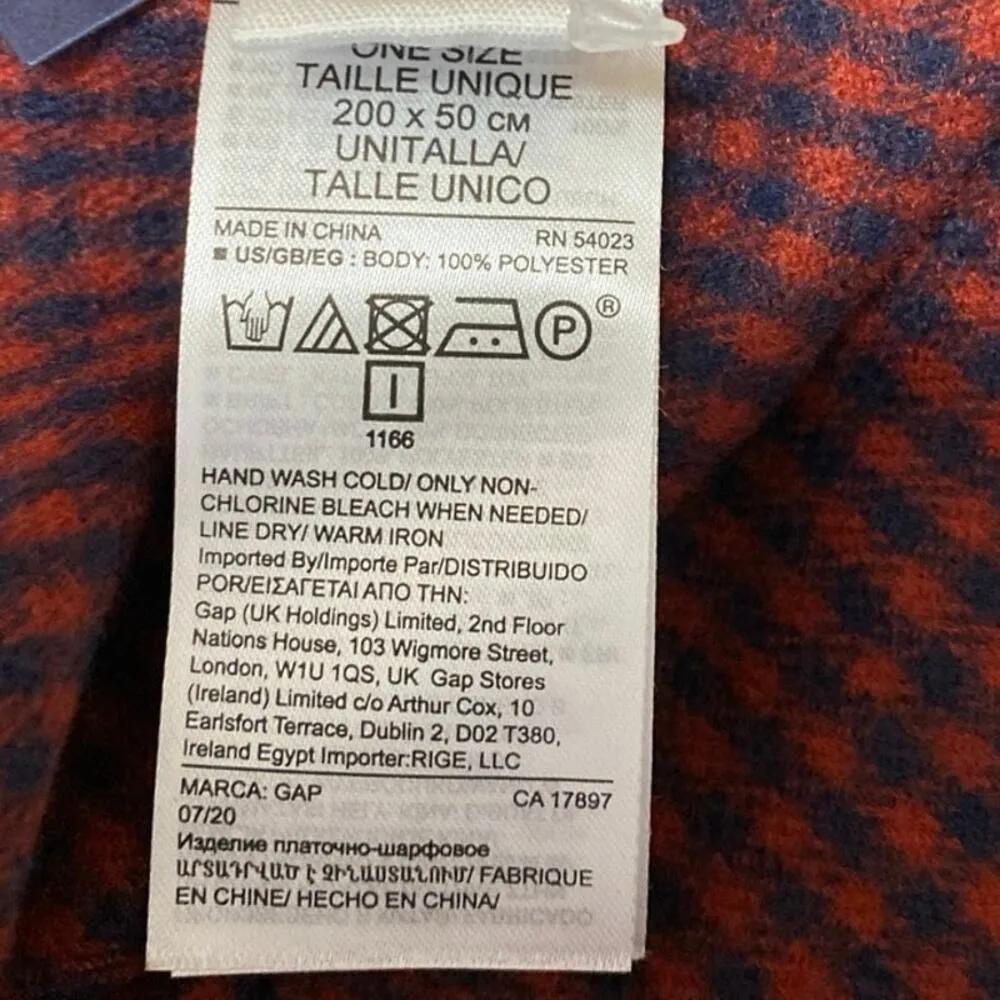 ONE SIZE
TAILLE UNIQUE
200 x 50 CM
UNITALLA/
TALLE UNICO
MADE IN CHINA RN 54023
US/GB/EG : BODY: 100% POLYESTER
P ®
1166
HAND WASH COLD/ ONLY NON-
CHLORINE BLEACH WHEN NEEDED/
LINE DRY/ WARM IRON
Imported By/Importe Par/DISTRIBUIDO
POR/ΕΙΣΑΓΕΤΑΙ ΑΠΟ ΤΗΝ:
Gap (UK Holdings) Limited, 2nd Floor
Nations House, 103 Wigmore Street,
London, W1U 1QS, UK Gap Stores
(Ireland) Limited c/o Arthur Cox, 10
Earlsfort Terrace, Dublin 2, D02 T380,
Ireland Egypt Importer:RIGE, LLC
MARCA: GAP CA 17897
07/20
Изделие платочно-шарфовое
ԱՐՏԱԴՐՎԱԾ Է ՉԻՆԱՍՏԱՆՈՒՄ/ FABRIQUE
EN CHINE/ HECHO EN CHINA/